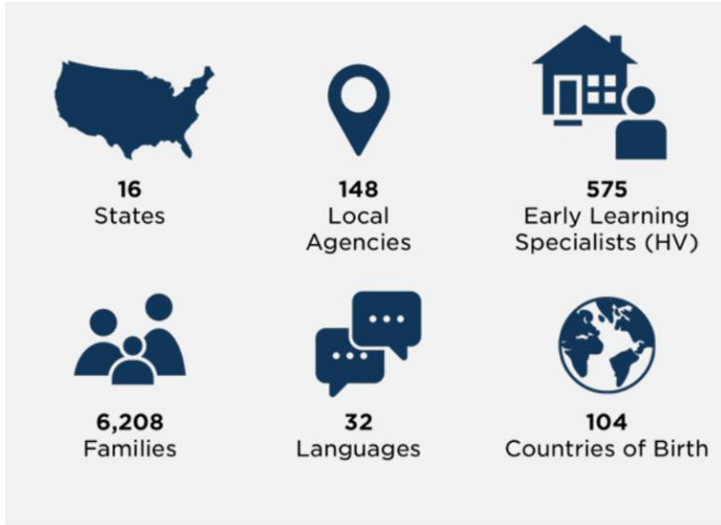 16
States
148
Local
Agencies
575
Early Learning
Specialists (HV)
6,208
Families
32
Languages
104
Countries of Birth